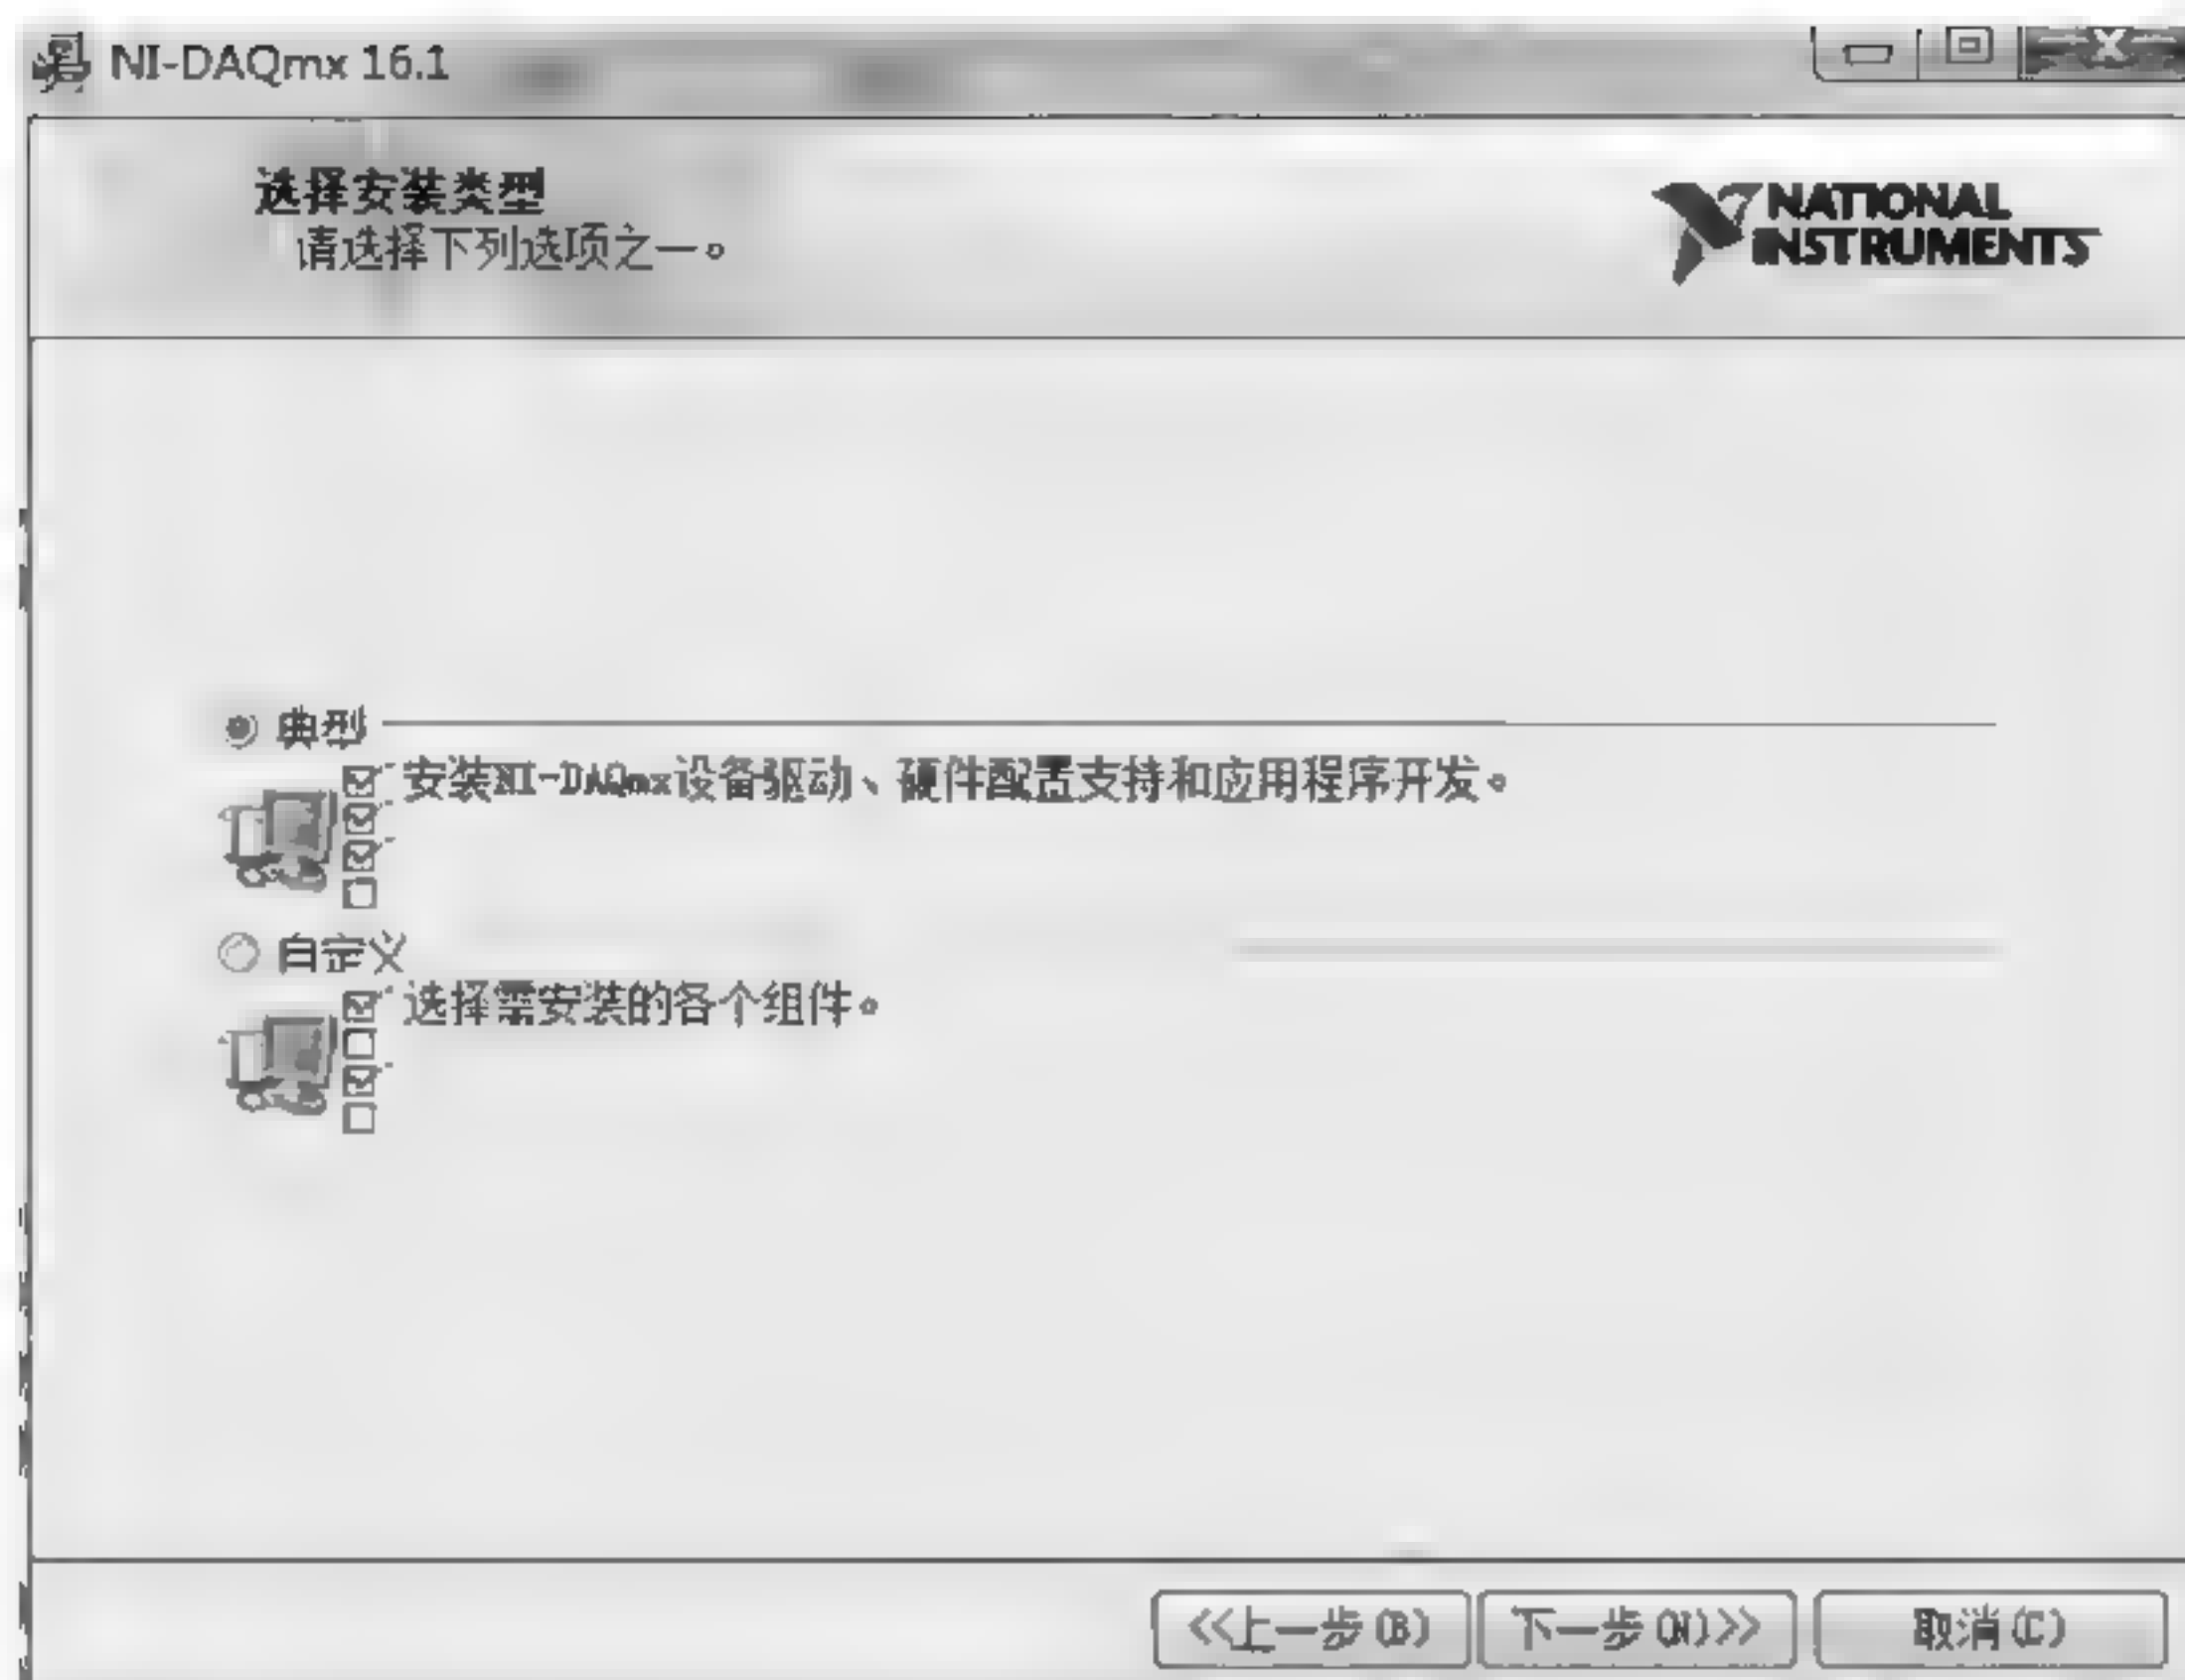 NI-DAQmx 16.1
选择安装类型
请选择下列选项之一。
NATIONAL
INSTRUMENTS
典型
安装NI-DAQmx设备驱动、硬件配置支持和应用程序开发。
自定义
选择需安装的各个组件。
<<上一步(B)
下一步(N)>>
取消(C)